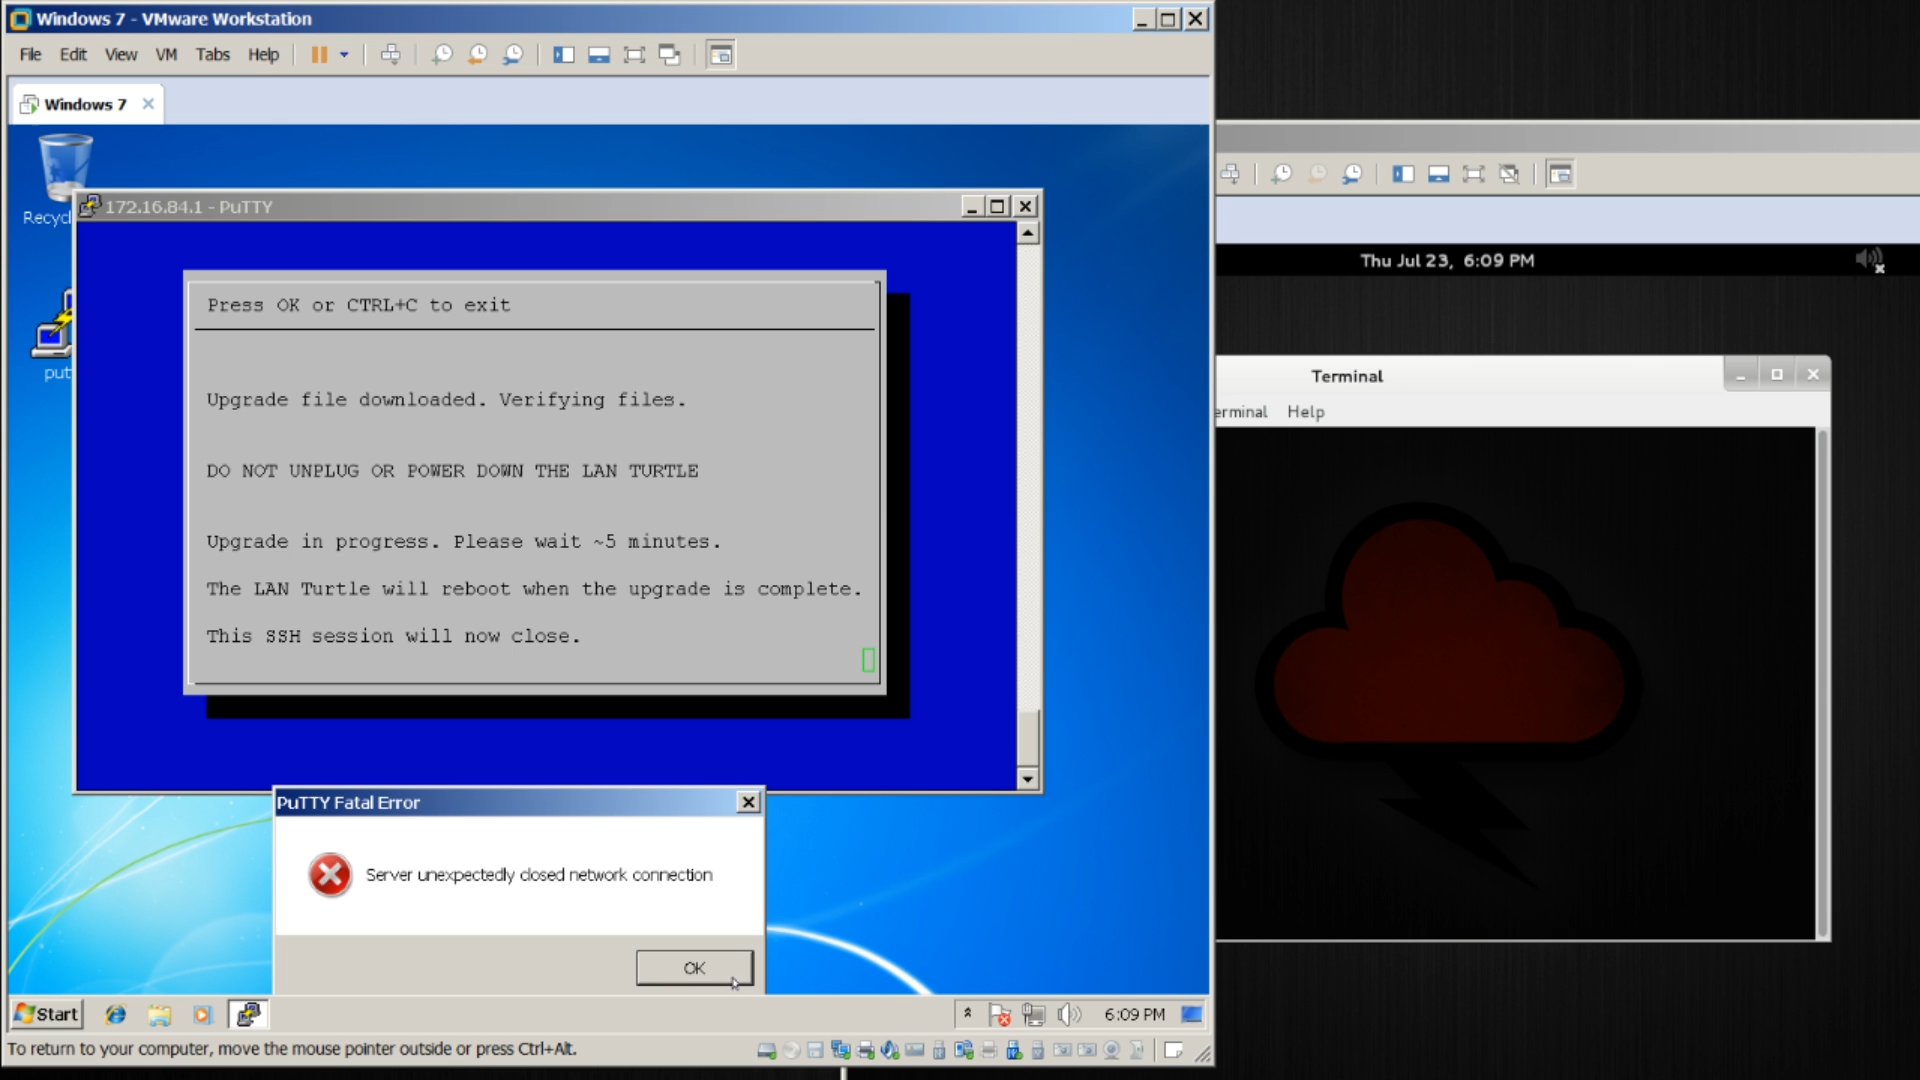 Windows 7 - VMware Workstation
File Edit View VM Tabs Help
Windows 7
Recycl
172.16.84.1 - PuTTY
put
Press OK or CTRL+C to exit
Upgrade file downloaded. Verifying files.
DO NOT UNPLUG OR POWER DOWN THE LAN TURTLE
Upgrade in progress. Please wait ~5 minutes.
The LAN Turtle will reboot when the upgrade is complete.
This SSH session will now close.
PuTTY Fatal Error
Server unexpectedly closed network connection
OK
Start
6:09 PM
To return to your computer, move the mouse pointer outside or press Ctrl+Alt.
Thu Jul 23, 6:09 PM
Terminal
erminal Help